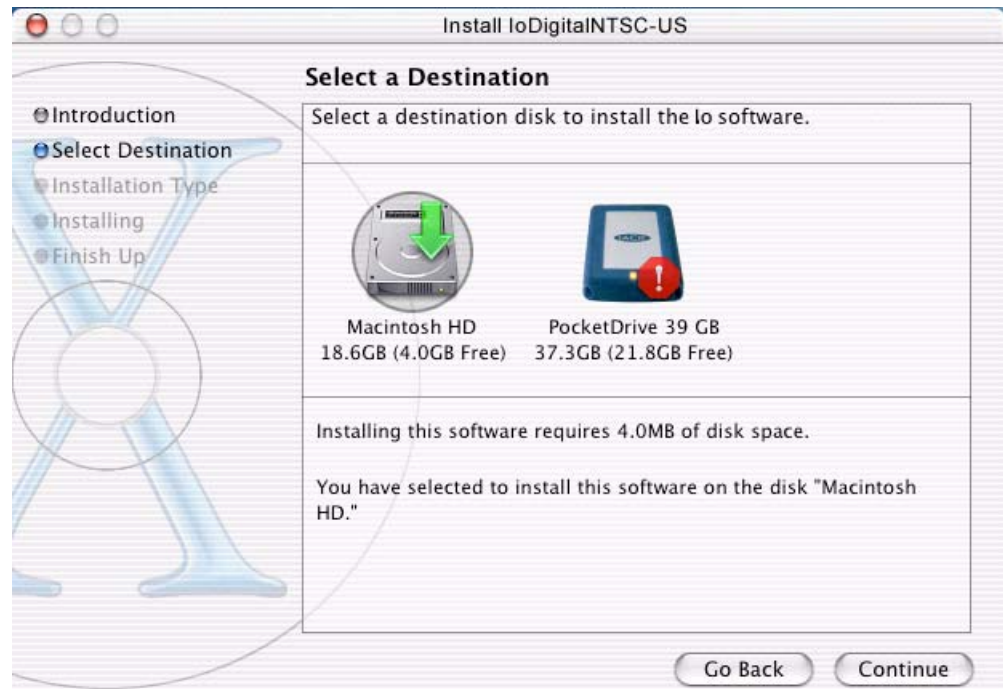 Install IoDigitalNTSC-US
Select a Destination
Introduction
Select Destination
Installation Type
Installing
Finish Up
Select a destination disk to install the Io software.
Macintosh HD
18.6GB (4.0GB Free)
PocketDrive 39 GB
37.3GB (21.8GB Free)
Installing this software requires 4.0MB of disk space.
You have selected to install this software on the disk "Macintosh
HD."
Go Back
Continue